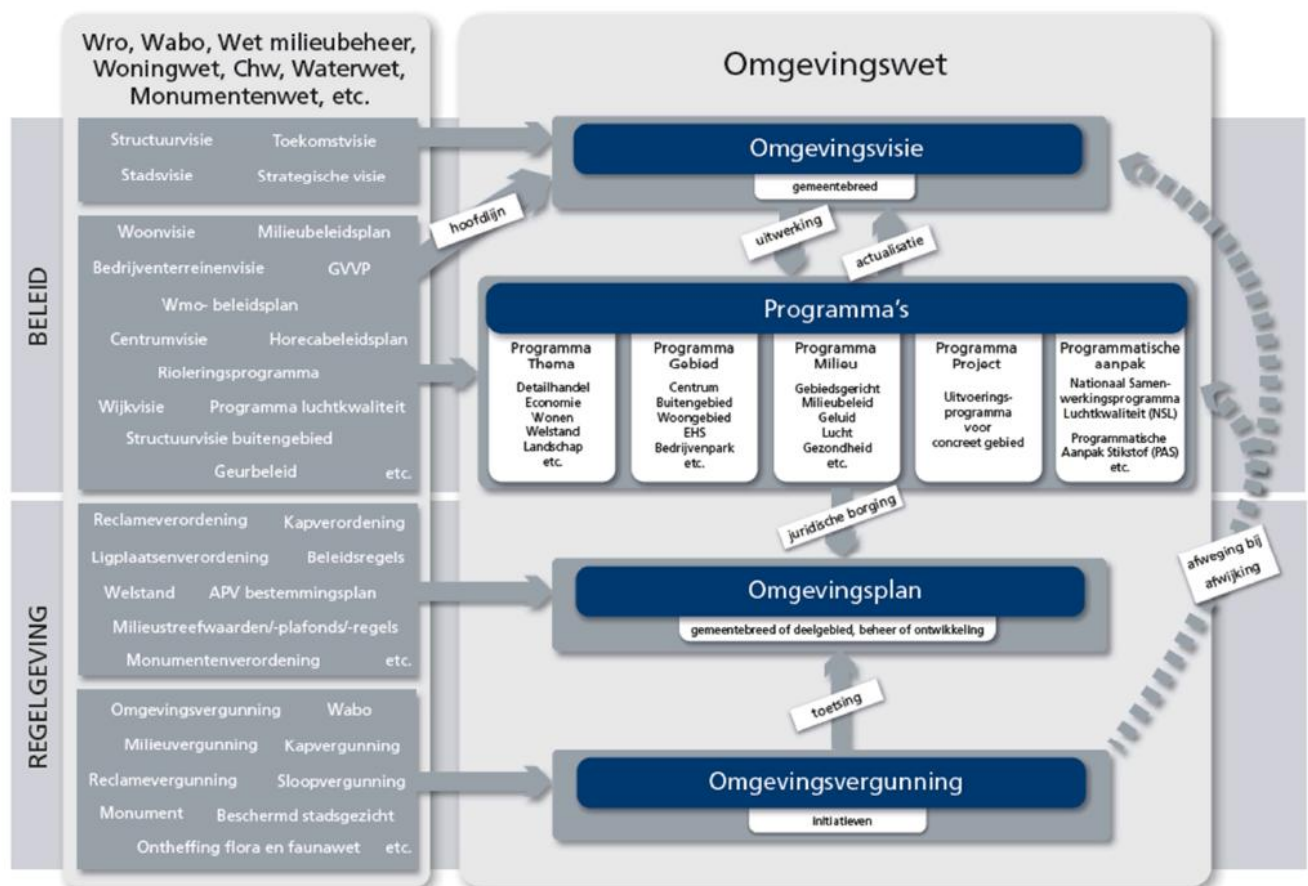 Wro, Wabo, Wet milieubeheer,
Woningwet, Chw, Waterwet,
Monumentenwet, etc.
Omgevingswet
BELEID
Structuurvisie Toekomstvisie
Stadsvisie Strategische visie
Woonvisie Milieubeleidsplan
Bedrijventerreinenvisie GVVP
Wmo- beleidsplan
Centrumvisie Horecabeleidsplan
Rioleringsprogramma
Wijkvisie Programma luchtkwaliteit
Structuurvisie buitengebied
Geurbeleid etc.
hoofdlijn
Omgevingsvisie
gemeentebreed
uitwerking
actualisatie
Programma's
Programma
Thema
Detailhandel
Economie
Wonen
Welstand
Landschap
etc.
Programma
Gebied
Centrum
Buitengebied
Woongebied
EHS
Bedrijvenpark
etc.
Programma
Milieu
Gebiedsgericht
Milieubeleid
Geluid
Lucht
Gezondheid
etc.
Programma
Project
Uitvoerings-
programma
voor
concreet gebied
Programmatische
aanpak
Nationaal Samen-
werkingsprogramma
Luchtkwaliteit (NSL)
Programmatische
Aanpak Stikstof (PAS)
etc.
juridische borging
afweging bij
afwijking
REGELGEVING
Reclameverordening Kapverordening
Ligplaatsenverordening Beleidsregels
Welstand APV bestemmingsplan
Milieustreefwaarden/-plafonds/-regels
Monumentenverordening etc.
Omgevingsplan
gemeentebreed of deelgebied, beheer of ontwikkeling
toetsing
Omgevingsvergunning Wabo
Milieuvergunning Kapvergunning
Reclamevergunning Sloopvergunning
Monument Beschermd stadsgezicht
Ontheffing flora en faunawet etc.
Omgevingsvergunning
initiatieven